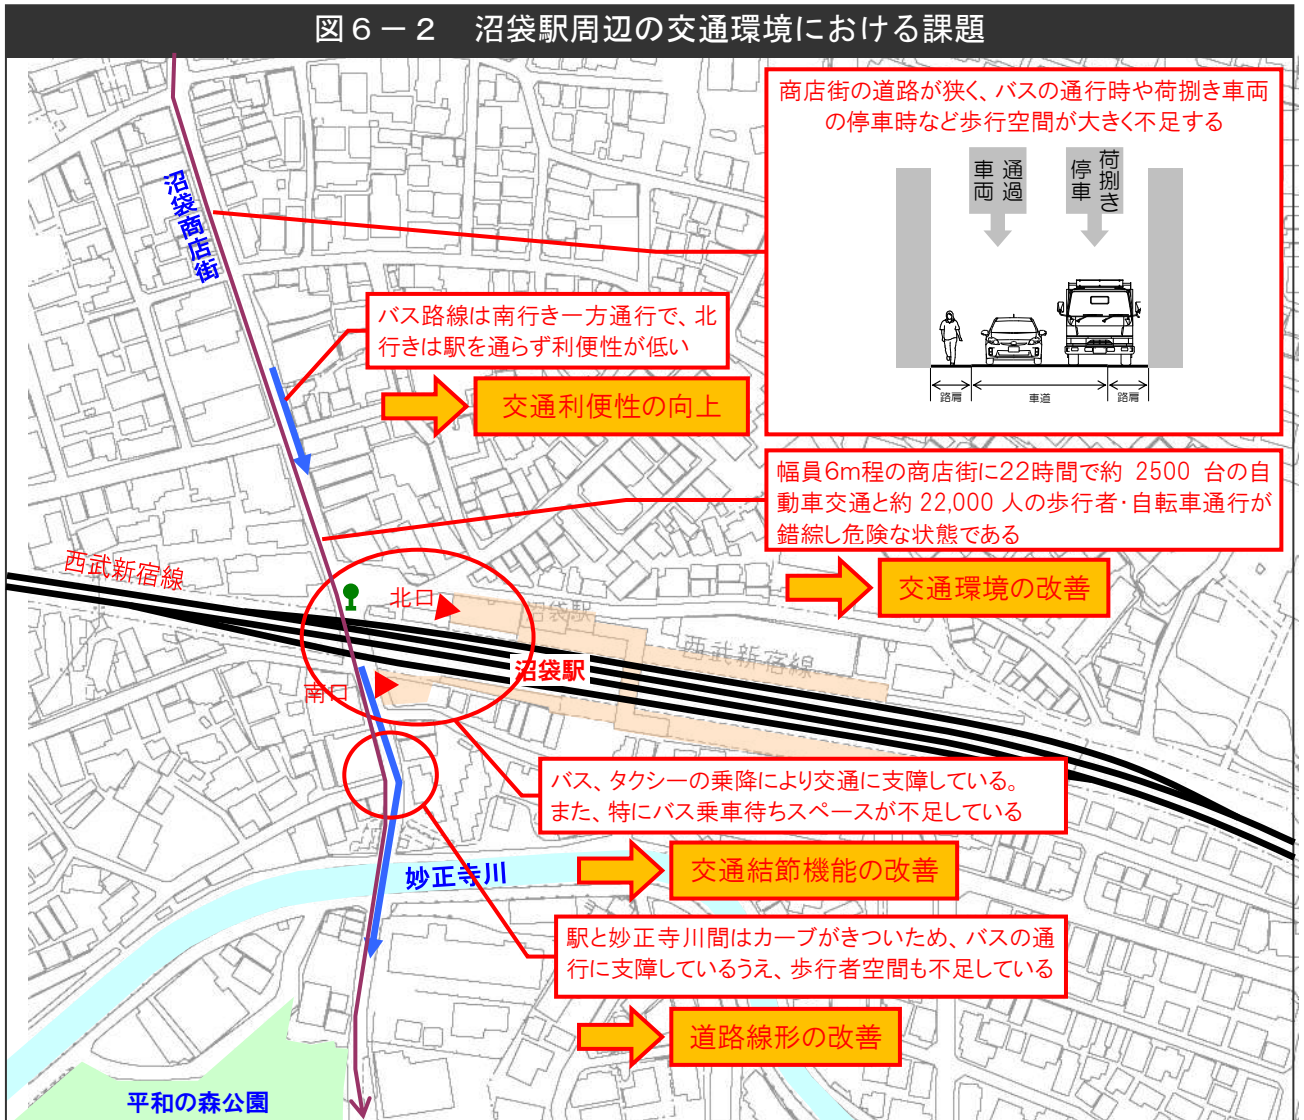 図6-2　沼袋駅周辺の交通環境における課題
商店街の道路が狭く、バスの通行時や荷捌き車両
の停車時など歩行空間が大きく不足する
通過
車両
荷捌き
停車
路肩
車道
路肩
沼袋商店街
バス路線は南行き一方通行で、北
行きは駅を通らず利便性が低い
交通利便性の向上
幅員6m程の商店街に22時間で約 2500 台の自
動車交通と約 22,000 人の歩行者・自転車通行が
錯綜し危険な状態である
交通環境の改善
西武新宿線
北口
沼袋駅
西武新宿線
沼袋駅
南口
バス、タクシーの乗降により交通に支障している。
また、特にバス乗車待ちスペースが不足している
交通結節機能の改善
妙正寺川
駅と妙正寺川間はカーブがきついため、バスの通
行に支障しているうえ、歩行者空間も不足している
道路線形の改善
平和の森公園